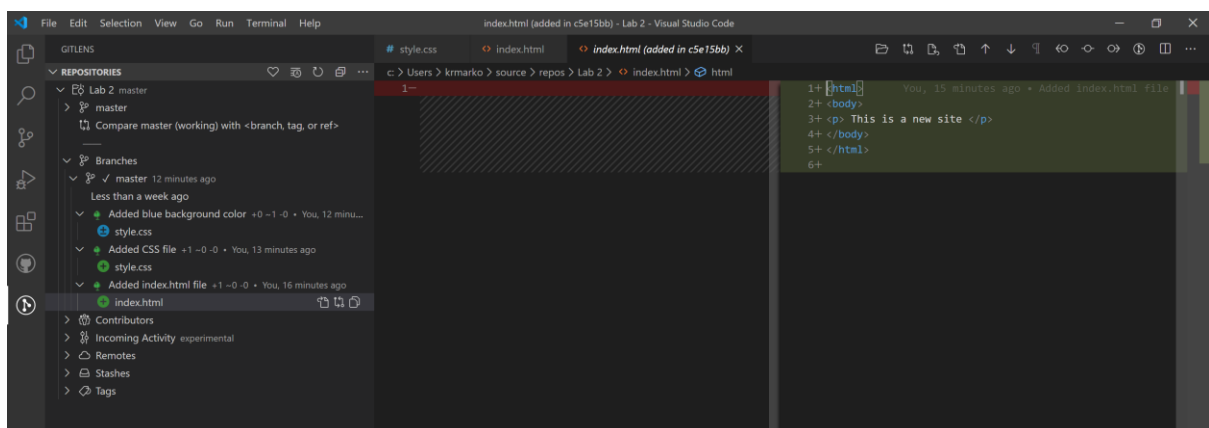 File Edit Selection View Go Run Terminal Help
index.html (added in c5e15bb) - Lab 2 - Visual Studio Code
GITLENS
# style.css
<> index.html
<> index.html (added in c5e15bb) ×
REPOSITORIES
c: > Users > krmarko > source > repos > Lab 2 > <> index.html > html
Lab 2 master
master
Compare master (working) with <branch, tag, or ref>
Branches
✓ master 12 minutes ago
Less than a week ago
Added blue background color +0 ~1 -0 • You, 12 minu...
style.css
Added CSS file +1 ~0 -0 • You, 13 minutes ago
style.css
Added index.html file +1 ~0 -0 • You, 16 minutes ago
index.html
Contributors
Incoming Activity experimental
Remotes
Stashes
Tags
1−
1+ <html> You, 15 minutes ago • Added index.html file
2+ <body>
3+ <p> This is a new site </p>
4+ </body>
5+ </html>
6+